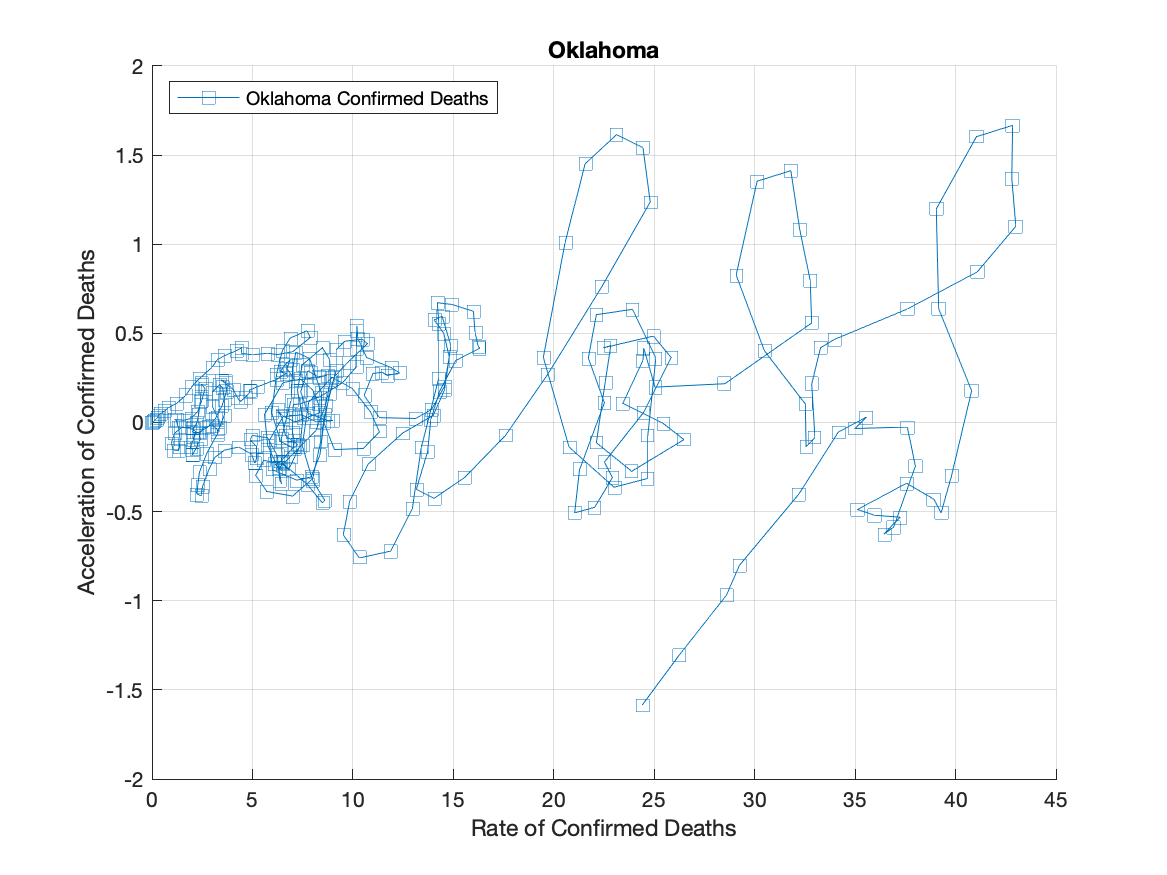 Oklahoma
Oklahoma Confirmed Deaths
2
1.5
1
0.5
0
-0.5
-1
-1.5
-2
Acceleration of Confirmed Deaths
0 5 10 15 20 25 30 35 40 45
Rate of Confirmed Deaths